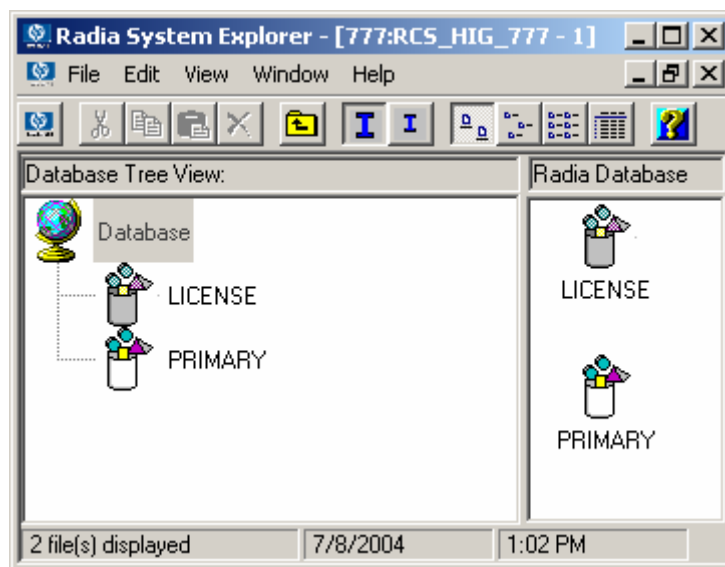 Radia System Explorer - [777:RCS_HIG_777 - 1]
File Edit View Window Help
Database Tree View:
Radia Database
Database
LICENSE
PRIMARY
LICENSE
PRIMARY
2 file(s) displayed 7/8/2004 1:02 PM